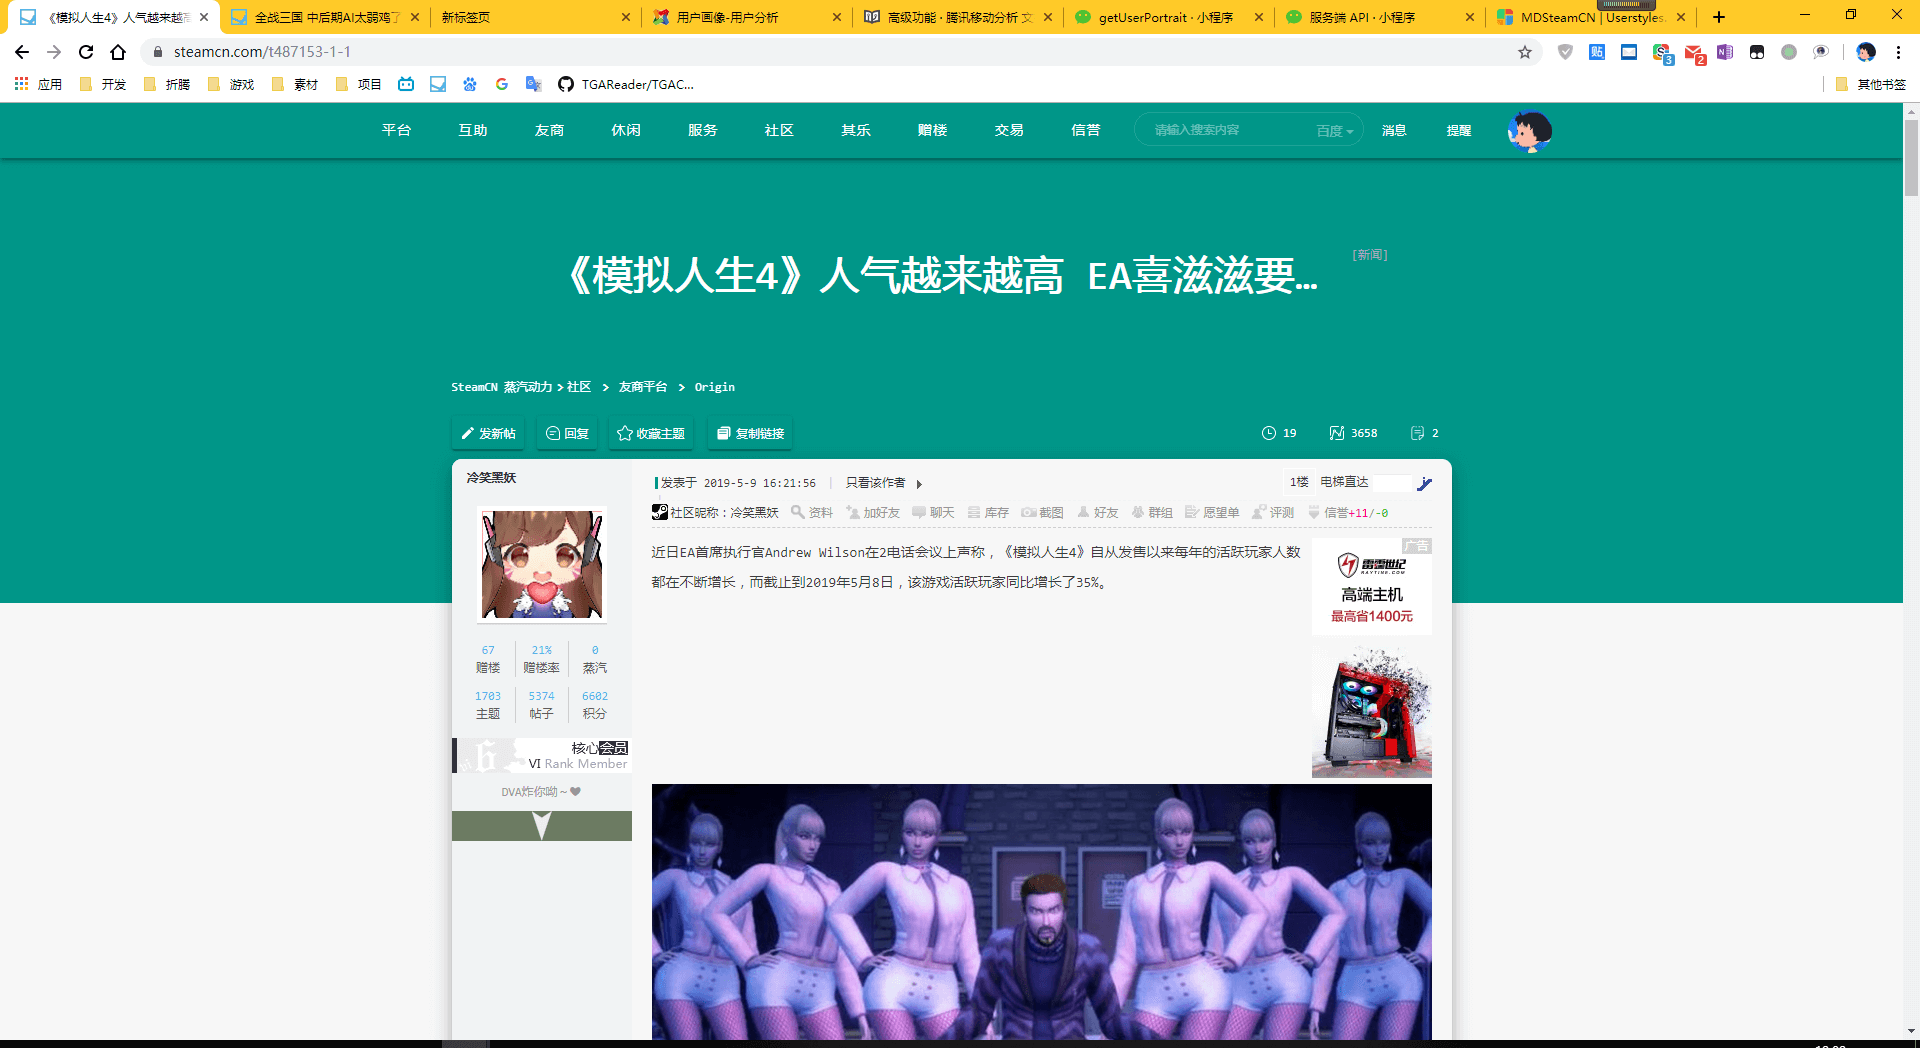 《模拟人生4》人气越来越高
全战三国 中后期AI太弱鸡了
新标签页
用户画像-用户分析
高级功能 · 腾讯移动分析 文
getUserPortrait · 小程序
服务端 API · 小程序
MDSteamCN | Userstyles.
steamcn.com/t487153-1-1
3
2
应用
开发
折腾
游戏
素材
项目
TGAReader/TGAC...
其他书签
平台
互助
友商
休闲
服务
社区
其乐
赠楼
交易
信誉
请输入搜索内容
百度
消息
提醒
《模拟人生4》人气越来越高 EA喜滋滋要…
[新闻]
SteamCN 蒸汽动力 > 社区 > 友商平台 > Origin
发新帖
回复
收藏主题
复制链接
19
3658
2
冷笑黑妖
发表于 2019-5-9 16:21:56
只看该作者
1楼
电梯直达
社区昵称：冷笑黑妖
资料
加好友
聊天
库存
截图
好友
群组
愿望单
评测
信誉+11/-0
近日EA首席执行官Andrew Wilson在2电话会议上声称，《模拟人生4》自从发售以来每年的活跃玩家人数
都在不断增长，而截止到2019年5月8日，该游戏活跃玩家同比增长了35%。
广告
雷霆世纪
RAYTINE.COM
高端主机
最高省1400元
67
21%
0
赠楼
赠楼率
蒸汽
1703
5374
6602
主题
帖子
积分
6
核心会员
VI Rank Member
DVA炸你呦～❤